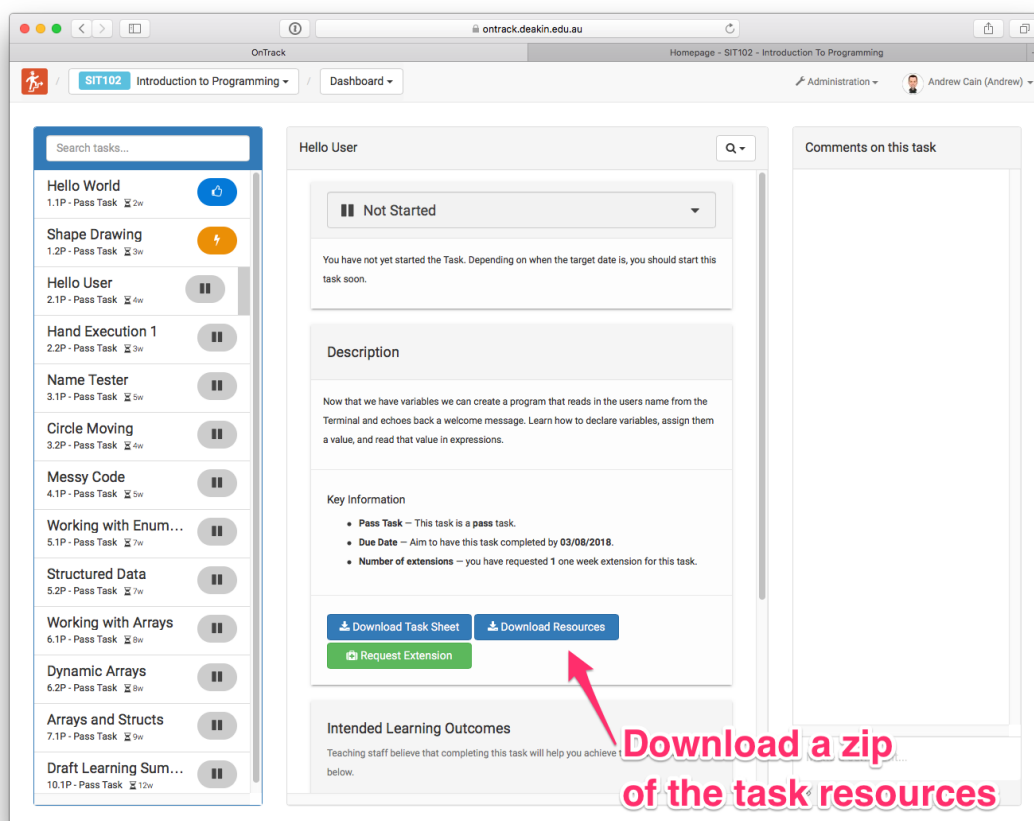 ontrack.deakin.edu.au
OnTrack
Homepage - SIT102 - Introduction To Programming
/ SIT102 Introduction to Programming / Dashboard
Administration
Andrew Cain (Andrew)
Search tasks...
Hello World
1.1P - Pass Task 2w
Shape Drawing
1.2P - Pass Task 3w
Hello User
2.1P - Pass Task 4w
Hand Execution 1
2.2P - Pass Task 3w
Name Tester
3.1P - Pass Task 5w
Circle Moving
3.2P - Pass Task 4w
Messy Code
4.1P - Pass Task 5w
Working with Enum...
5.1P - Pass Task 7w
Structured Data
5.2P - Pass Task 7w
Working with Arrays
6.1P - Pass Task 8w
Dynamic Arrays
6.2P - Pass Task 8w
Arrays and Structs
7.1P - Pass Task 9w
Draft Learning Sum...
10.1P - Pass Task 12w
Hello User
Not Started
You have not yet started the Task. Depending on when the target date is, you should start this
task soon.
Description
Now that we have variables we can create a program that reads in the users name from the
Terminal and echoes back a welcome message. Learn how to declare variables, assign them
a value, and read that value in expressions.
Key Information
• Pass Task — This task is a pass task.
• Due Date — Aim to have this task completed by 03/08/2018.
• Number of extensions — you have requested 1 one week extension for this task.
Download Task Sheet
Download Resources
Request Extension
Intended Learning Outcomes
Teaching staff believe that completing this task will help you achieve
below.
Comments on this task
Download a zip
of the task resources